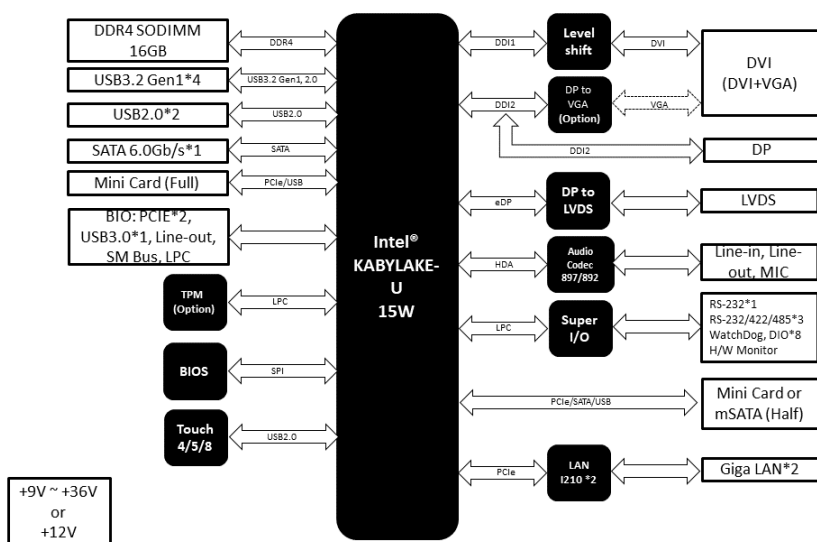 DDR4 SODIMM
16GB
DDR4
USB3.2 Gen1*4
USB3.2 Gen1, 2.0
USB2.0*2
USB2.0
SATA 6.0Gb/s*1
SATA
Mini Card (Full)
PCIe/USB
BIO: PCIE*2,
USB3.0*1, Line-out,
SM Bus, LPC
TPM
(Option)
LPC
BIOS
SPI
Touch
4/5/8
USB2.0
+9V ~ +36V
or
+12V
Intel®
KABYLAKE-
U
15W
DDI1
Level
shift
DVI
DVI
(DVI+VGA)
DDI2
DP to
VGA
(Option)
VGA
DDI2
DP
eDP
DP to
LVDS
LVDS
HDA
Audio
Codec
897/892
Line-in, Line-
out, MIC
LPC
Super
I/O
RS-232*1
RS-232/422/485*3
WatchDog, DIO*8
H/W Monitor
PCIe/SATA/USB
Mini Card or
mSATA (Half)
PCIe
LAN
I210 *2
Giga LAN*2